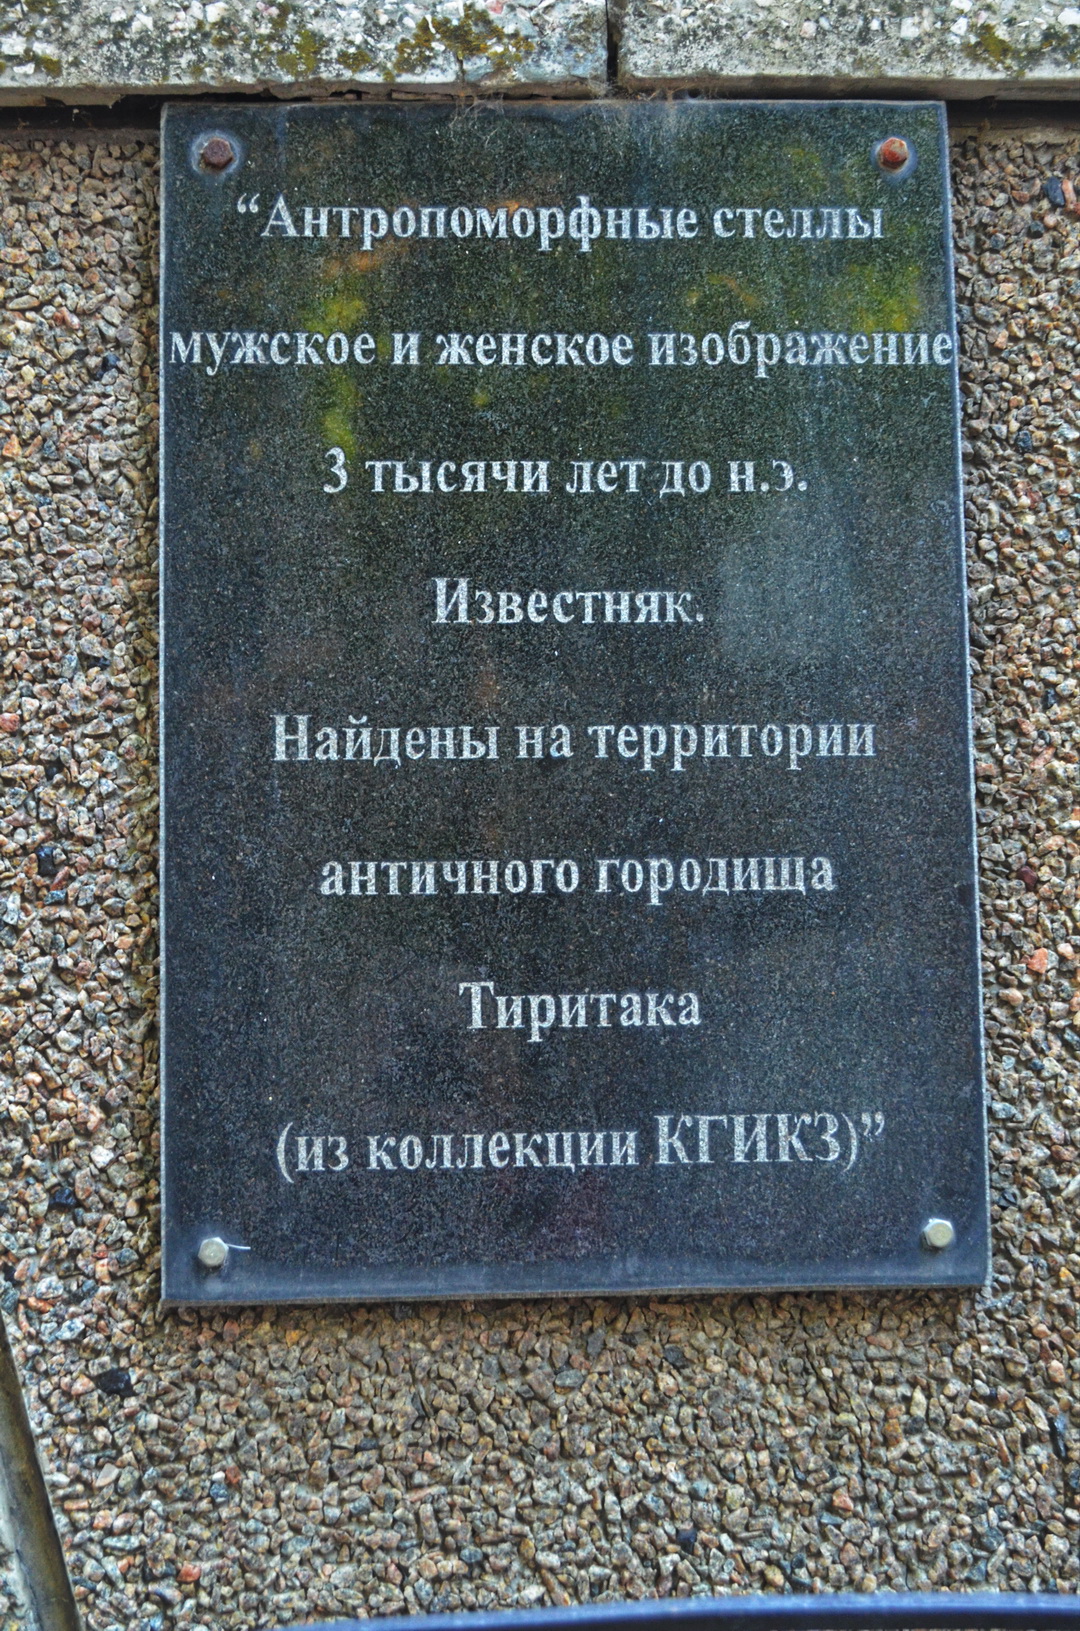 “Антропоморфные стеллы
мужское и женское изображение
3 тысячи лет до н.э.
Известняк.
Найдены на территории
античного городища
Тиритака
(из коллекции КГИКЗ)”